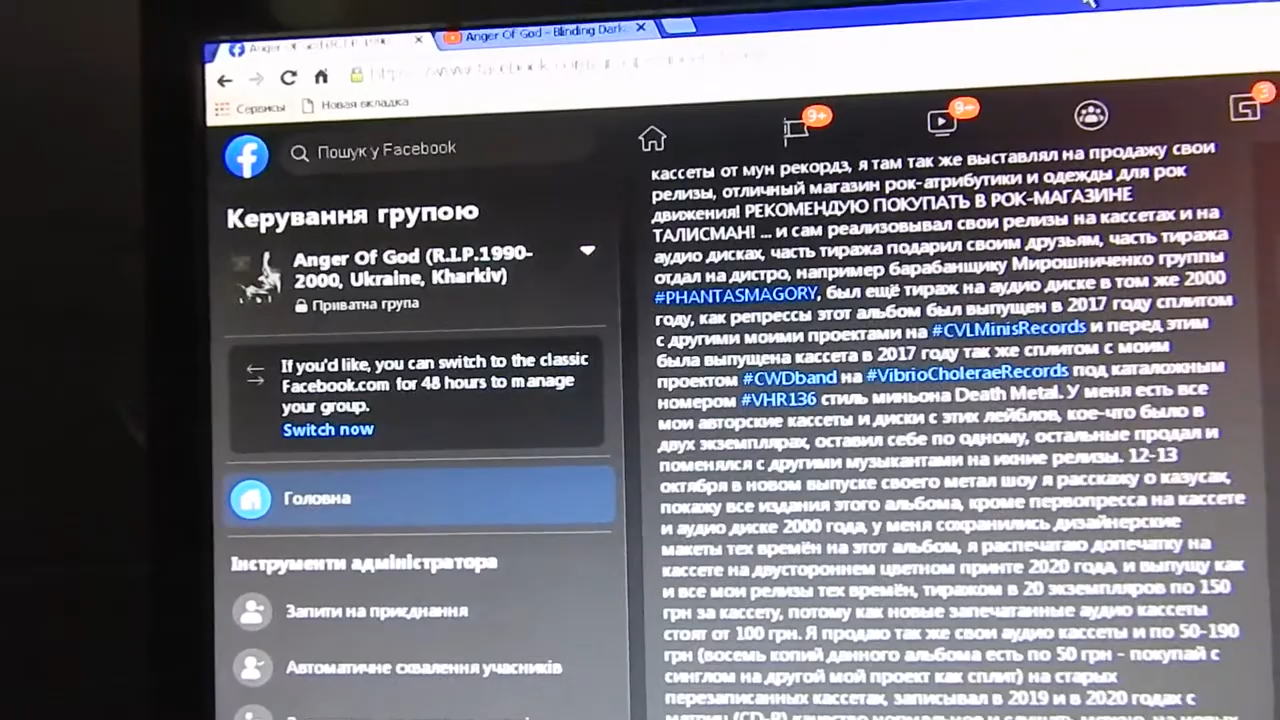 Anger Of God - Blinding Dark
Сервисы
Новая вкладка
9+
9+
3
Пошук у Facebook
Керування групою
Anger Of God (R.I.P.1990-
2000, Ukraine, Kharkiv)
Приватна група
If you'd like, you can switch to the classic
Facebook.com for 48 hours to manage
your group.
Switch now
Головна
Інструменти адміністратора
Запити на приєднання
Автоматичне схвалення учасників
кассеты от мун рекордз, я там так же выставлял на продажу свои
релизы, отличный магазин рок-атрибутики и одежды для рок
движения! РЕКОМЕНДУЮ ПОКУПАТЬ В РОК-МАГАЗИНЕ
ТАЛИСМАН! ... и сам реализовывал свои релизы на кассетах и на
аудио дисках, часть тиража подарил своим друзьям, часть тиража
отдал на дистро, например барабанщику Мирошниченко группы
#PHANTASMAGORY, был ещё тираж на аудио диске в том же 2000
году, как репрессы этот альбом был выпущен в 2017 году сплитом
с другими моими проектами на #CVLMinisRecords и перед этим
была выпущена кассета в 2017 году так же сплитом с моим
проектом #CWDband на #VibrioCholeraeRecords под каталожным
номером #VHR136 стиль миньона Death Metal. У меня есть все
мои авторские кассеты и диски с этих лейблов, кое-что было в
двух экземплярах, оставил себе по одному, остальные продал и
поменялся с другими музыкантами на ихние релизы. 12-13
октября в новом выпуске своего метал шоу я расскажу о казусах,
покажу все издания этого альбома, кроме первопресса на кассете
и аудио диске 2000 года, у меня сохранились дизайнерские
макеты тех времён на этот альбом, я распечатаю допечатку на
кассете на двустороннем цветном принте 2020 года, и выпущу как
и все мои релизы тех времён, тиражом в 20 экземпляров по 150
грн за кассету, потому как новые запечатанные аудио кассеты
стоят от 100 грн. Я продаю так же свои аудио кассеты и по 50-190
грн (восемь копий данного альбома есть по 50 грн - покупай с
синглом на другой мой проект как сплит) на старых
перезаписанных кассетах, записывал в 2019 и в 2020 годах с